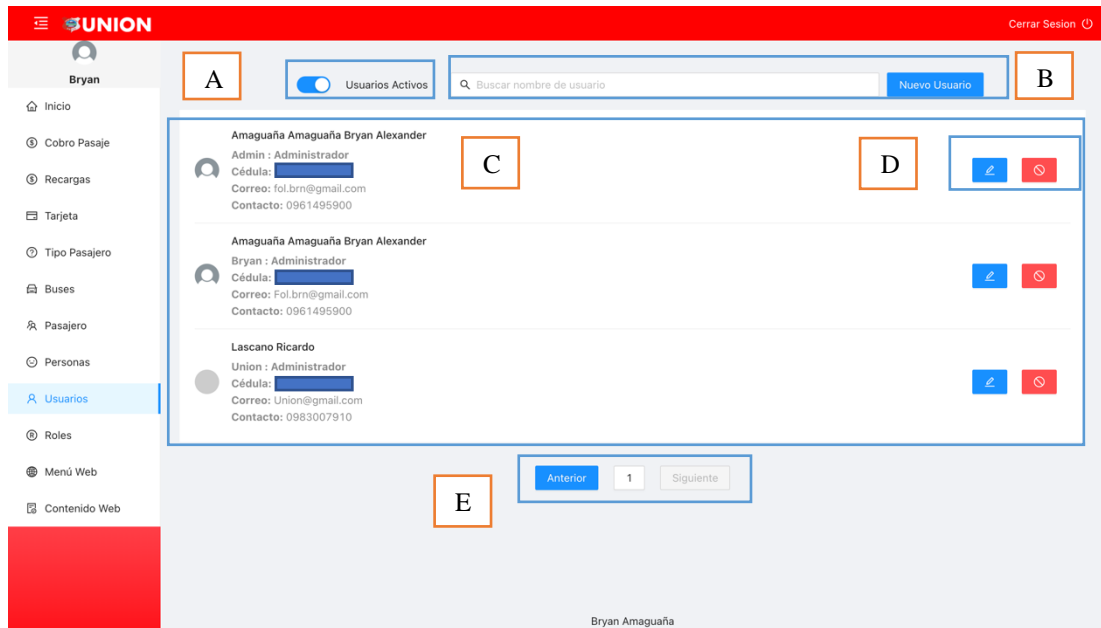 UNION
Cerrar Sesion
Bryan
A
Usuarios Activos
Buscar nombre de usuario
Nuevo Usuario
B
Inicio
Cobro Pasaje
Recargas
Tarjeta
Tipo Pasajero
Buses
Pasajero
Personas
Usuarios
Roles
Menú Web
Contenido Web
Amaguaña Amaguaña Bryan Alexander
Admin : Administrador
Cédula:
Correo: fol.brn@gmail.com
Contacto: 0961495900
C
D
Amaguaña Amaguaña Bryan Alexander
Bryan : Administrador
Cédula:
Correo: Fol.brn@gmail.com
Contacto: 0961495900
Lascano Ricardo
Union : Administrador
Cédula:
Correo: Union@gmail.com
Contacto: 0983007910
Anterior 1 Siguiente
E
Bryan Amaguaña